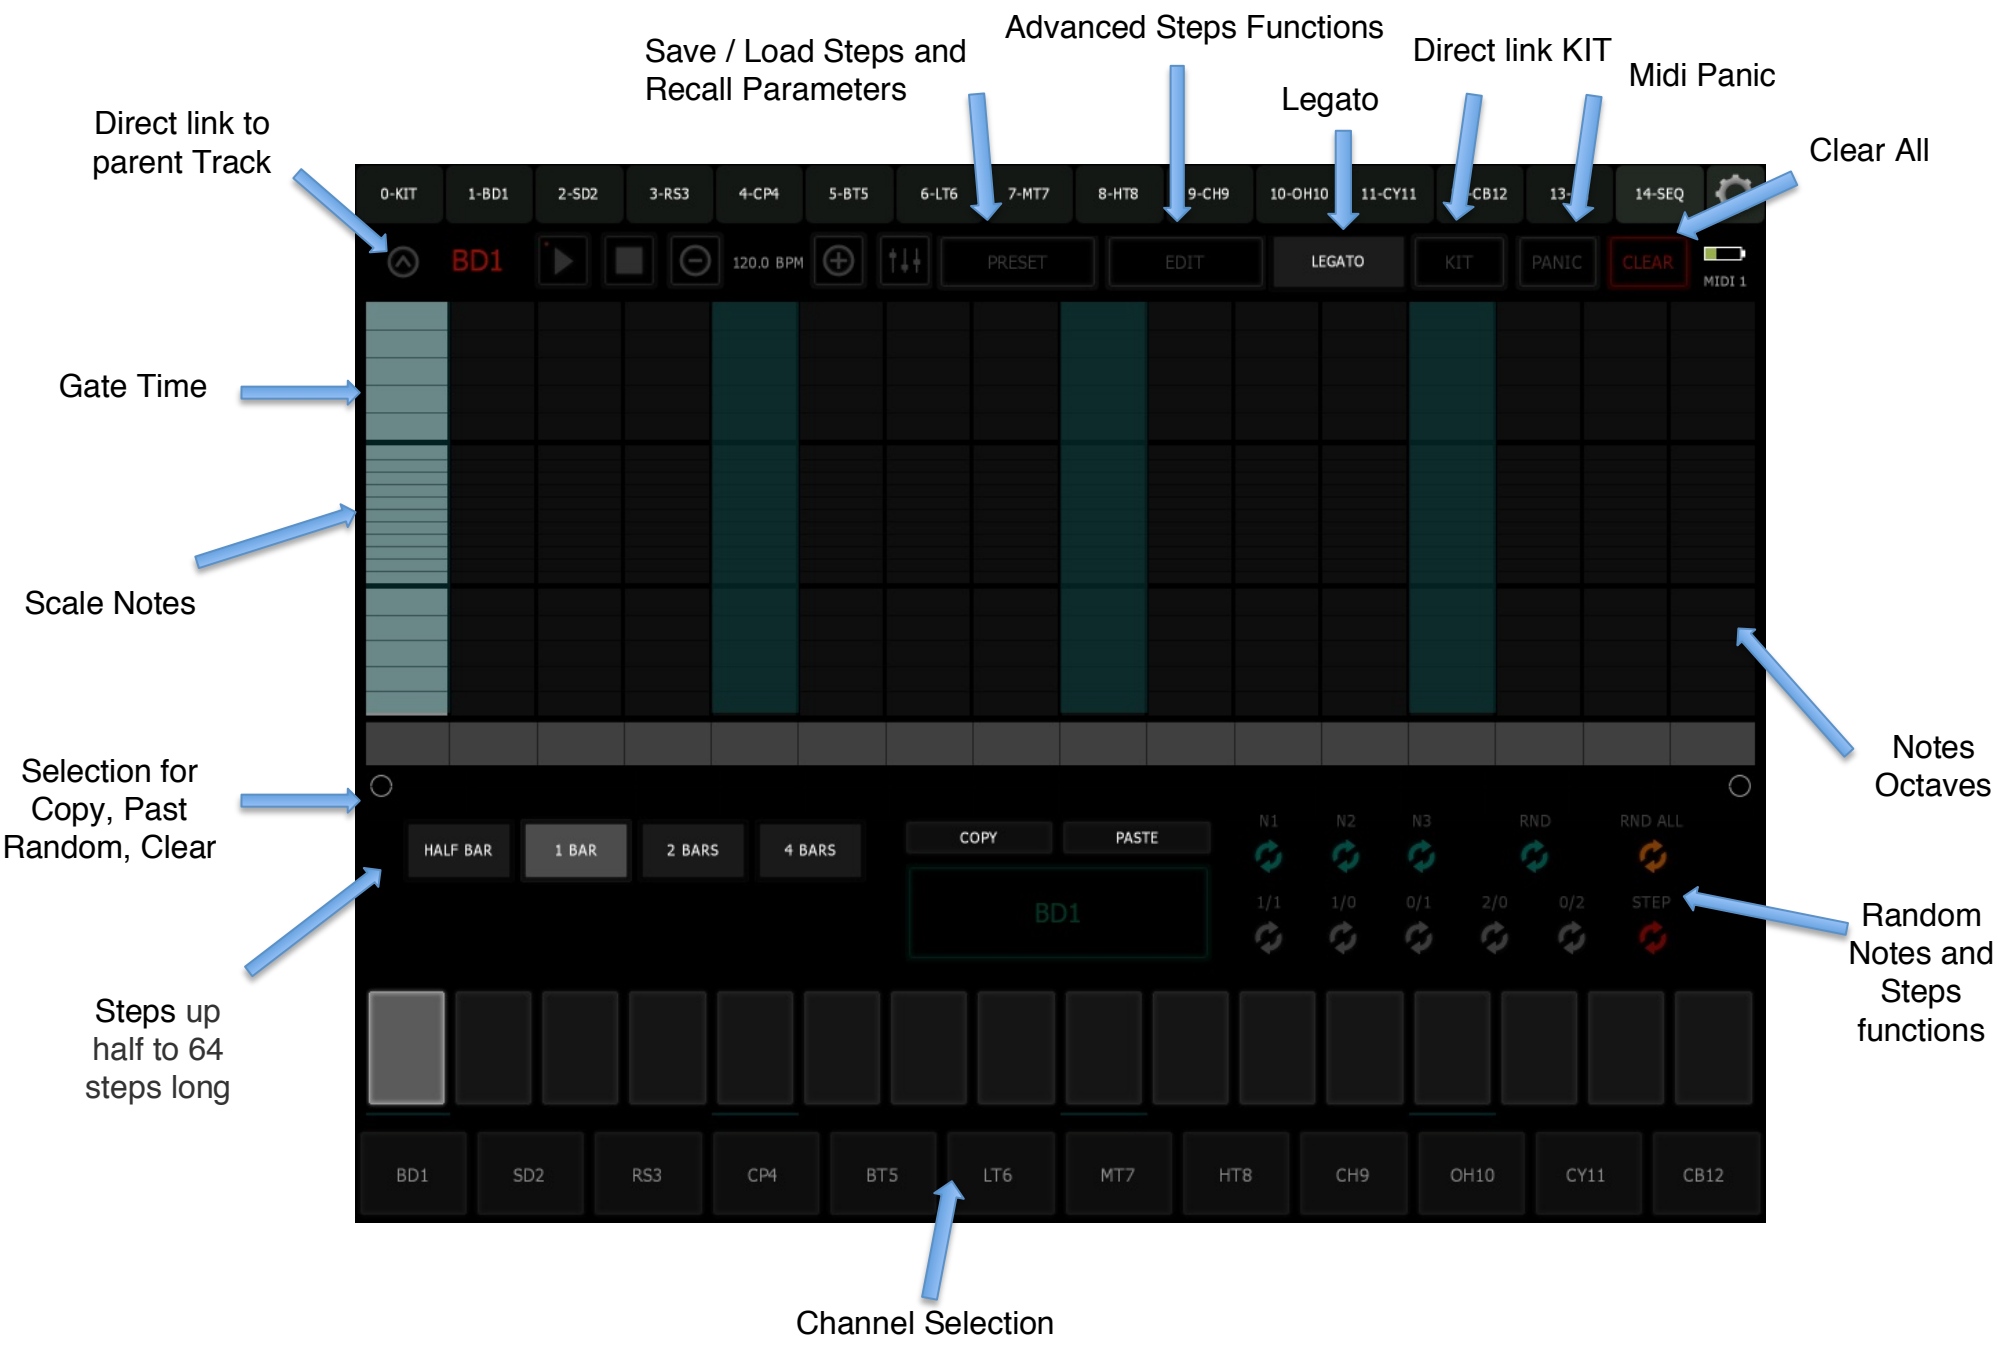 Advanced Steps Functions
Save / Load Steps and
Recall Parameters
Direct link KIT
Midi Panic
Legato
Direct link to
parent Track
Clear All
0-KIT 1-BD1 2-SD2 3-RS3 4-CP4 5-BT5 6-LT6 7-MT7 8-HT8 9-CH9 10-OH10 11-CY11 -CB12 13- 14-SEQ
BD1 120.0 BPM PRESET EDIT LEGATO KIT PANIC CLEAR
MIDI 1
Gate Time
Scale Notes
Notes
Octaves
Selection for
Copy, Past
Random, Clear
HALF BAR 1 BAR 2 BARS 4 BARS
COPY PASTE
N1 N2 N3 RND RND ALL
BD1
1/1 1/0 0/1 2/0 0/2 STEP
Random
Notes and
Steps
functions
Steps up
half to 64
steps long
BD1 SD2 RS3 CP4 BT5 LT6 MT7 HT8 CH9 OH10 CY11 CB12
Channel Selection